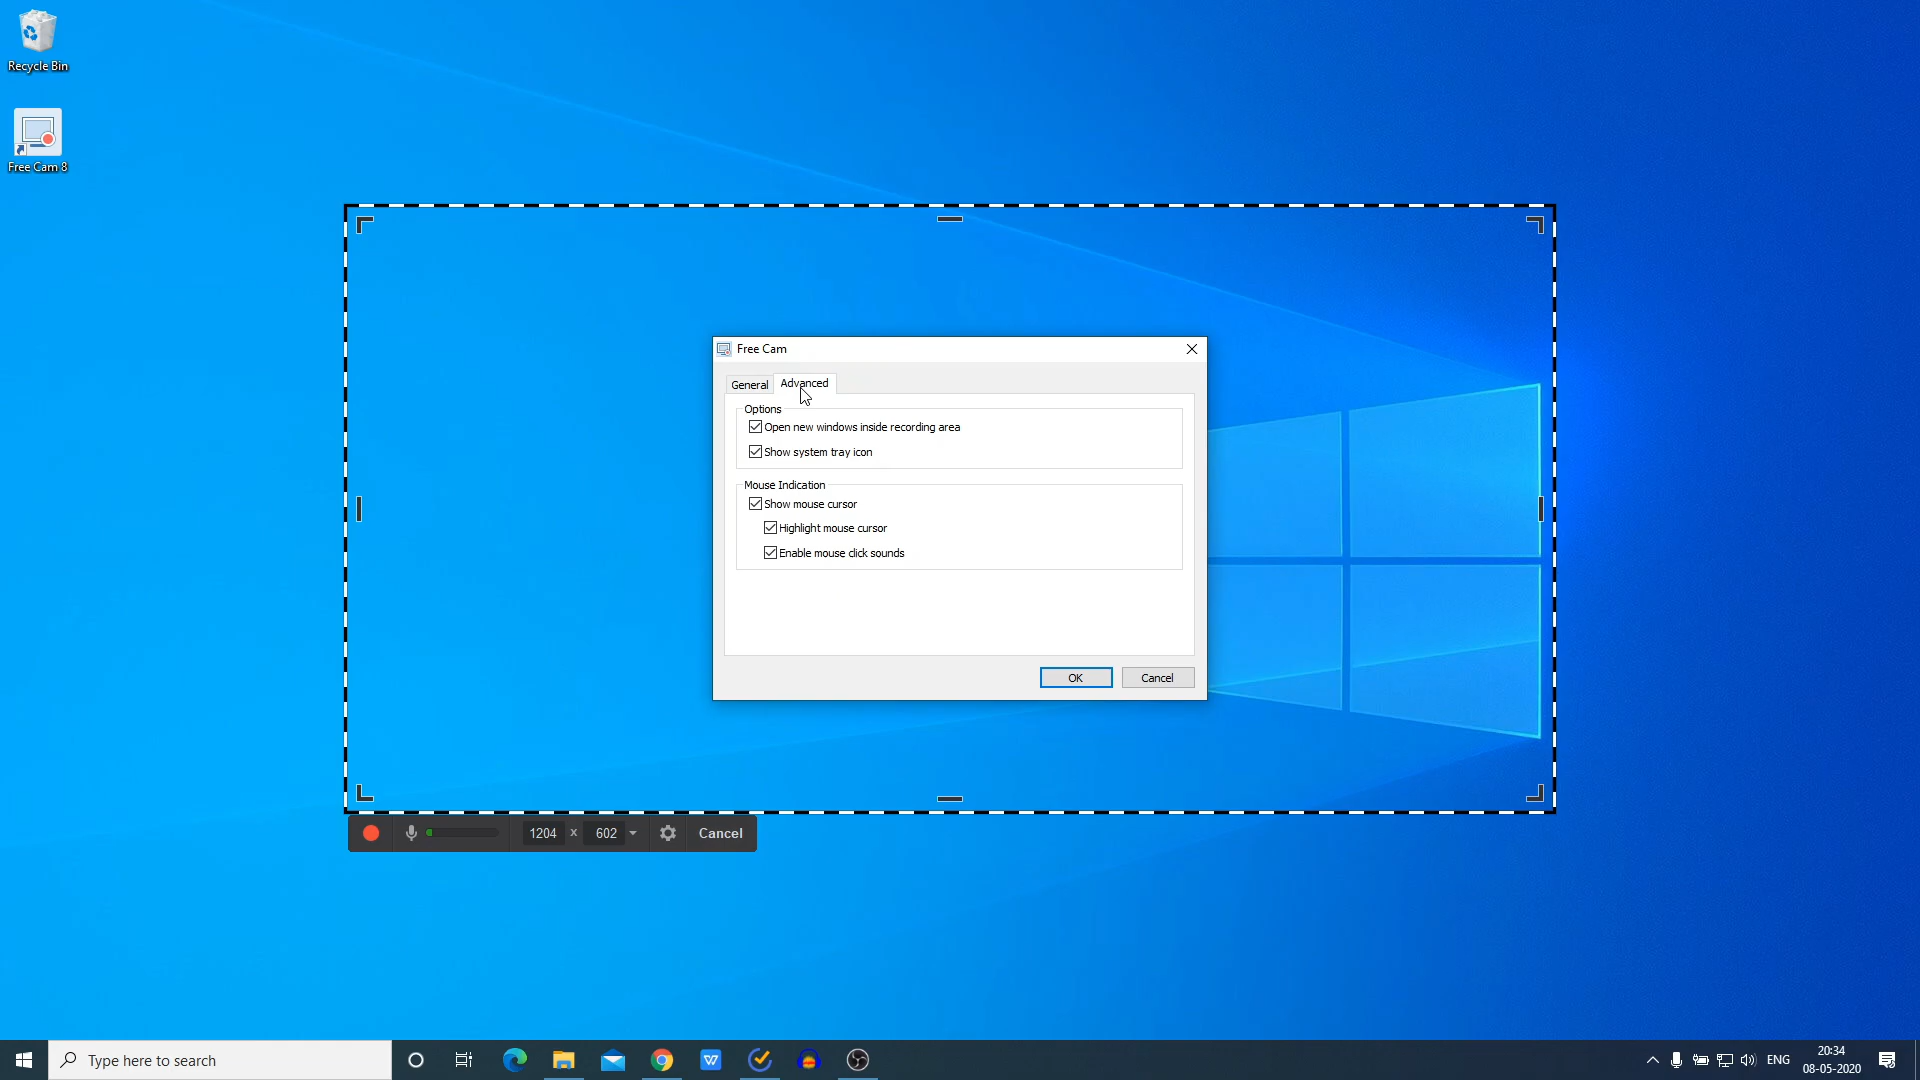 Recycle Bin
Free Cam 8
Free Cam
General Advanced
Options
Open new windows inside recording area
Show system tray icon
Mouse Indication
Show mouse cursor
Highlight mouse cursor
Enable mouse click sounds
OK Cancel
1204 x 602 Cancel
Type here to search
W
ENG
20:34
08-05-2020